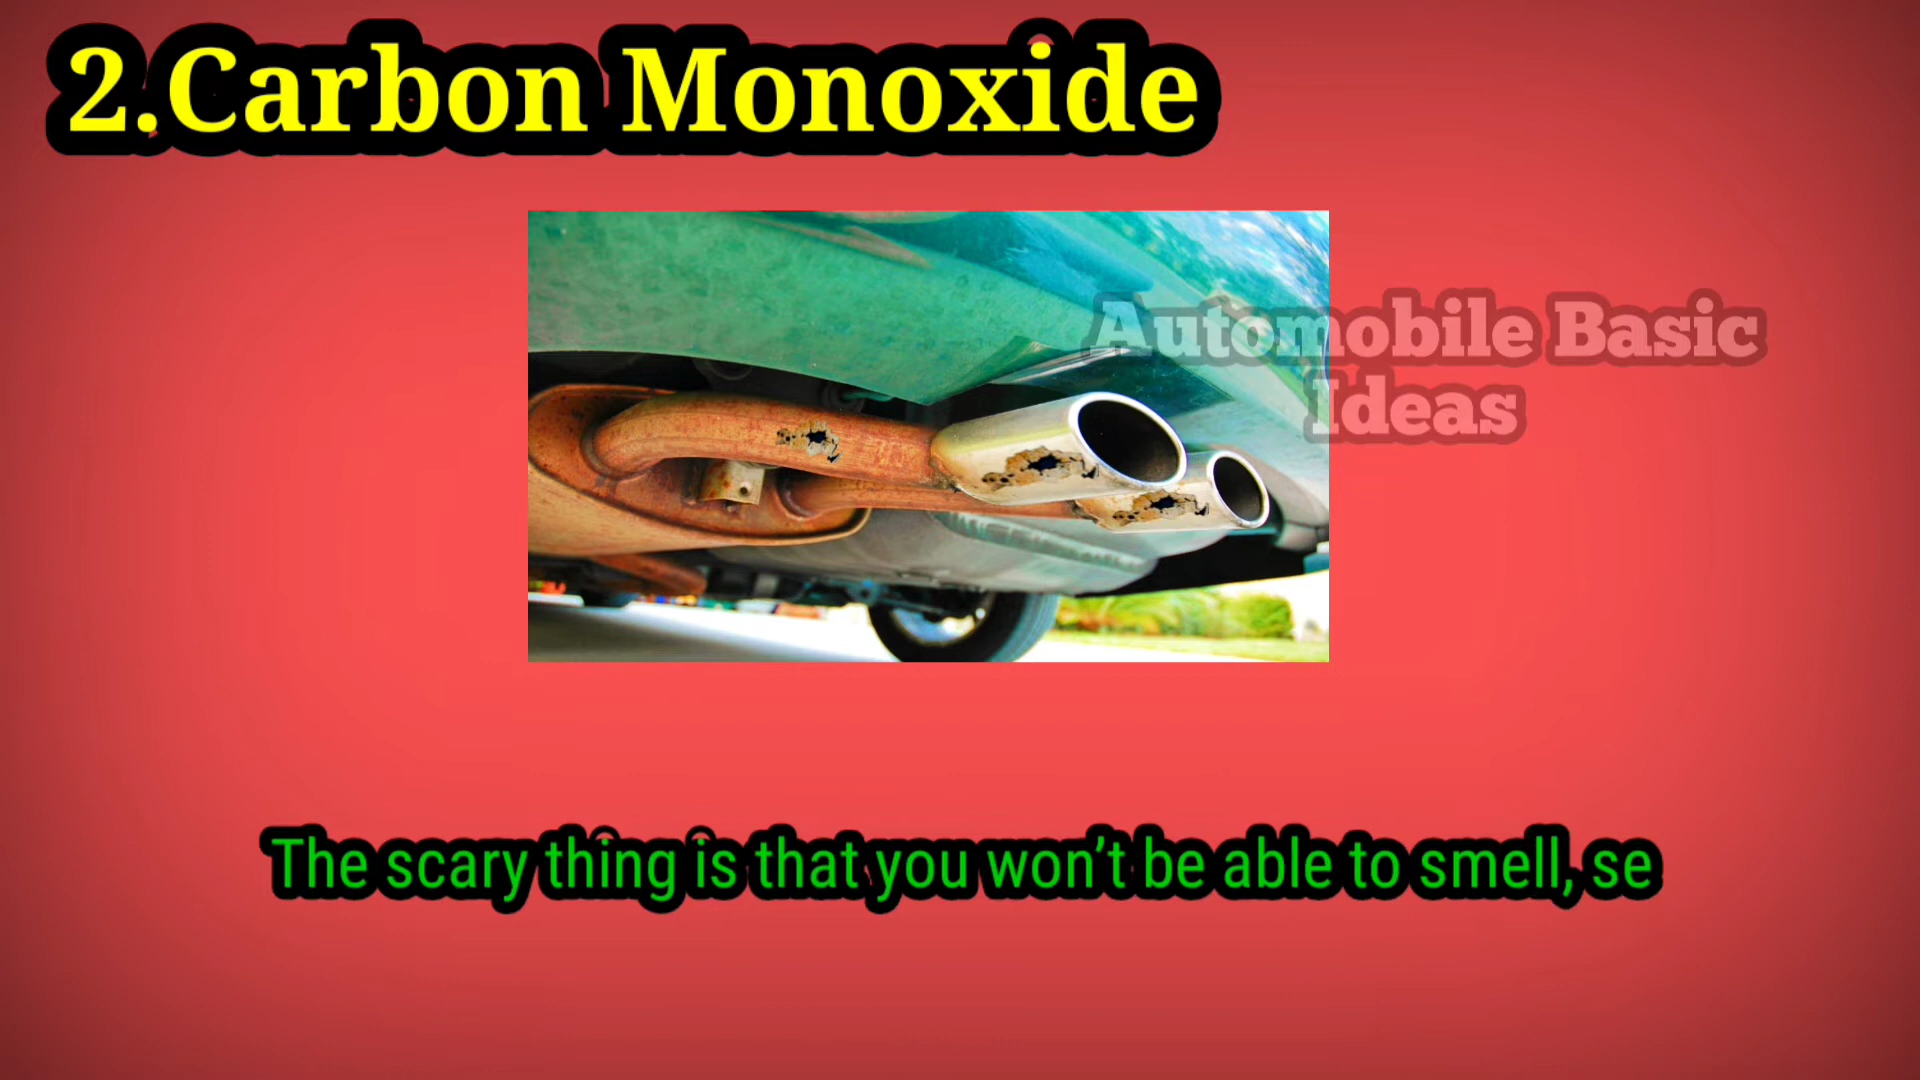 2.Carbon Monoxide
Automobile Basic
Ideas
The scary thing is that you won’t be able to smell, se